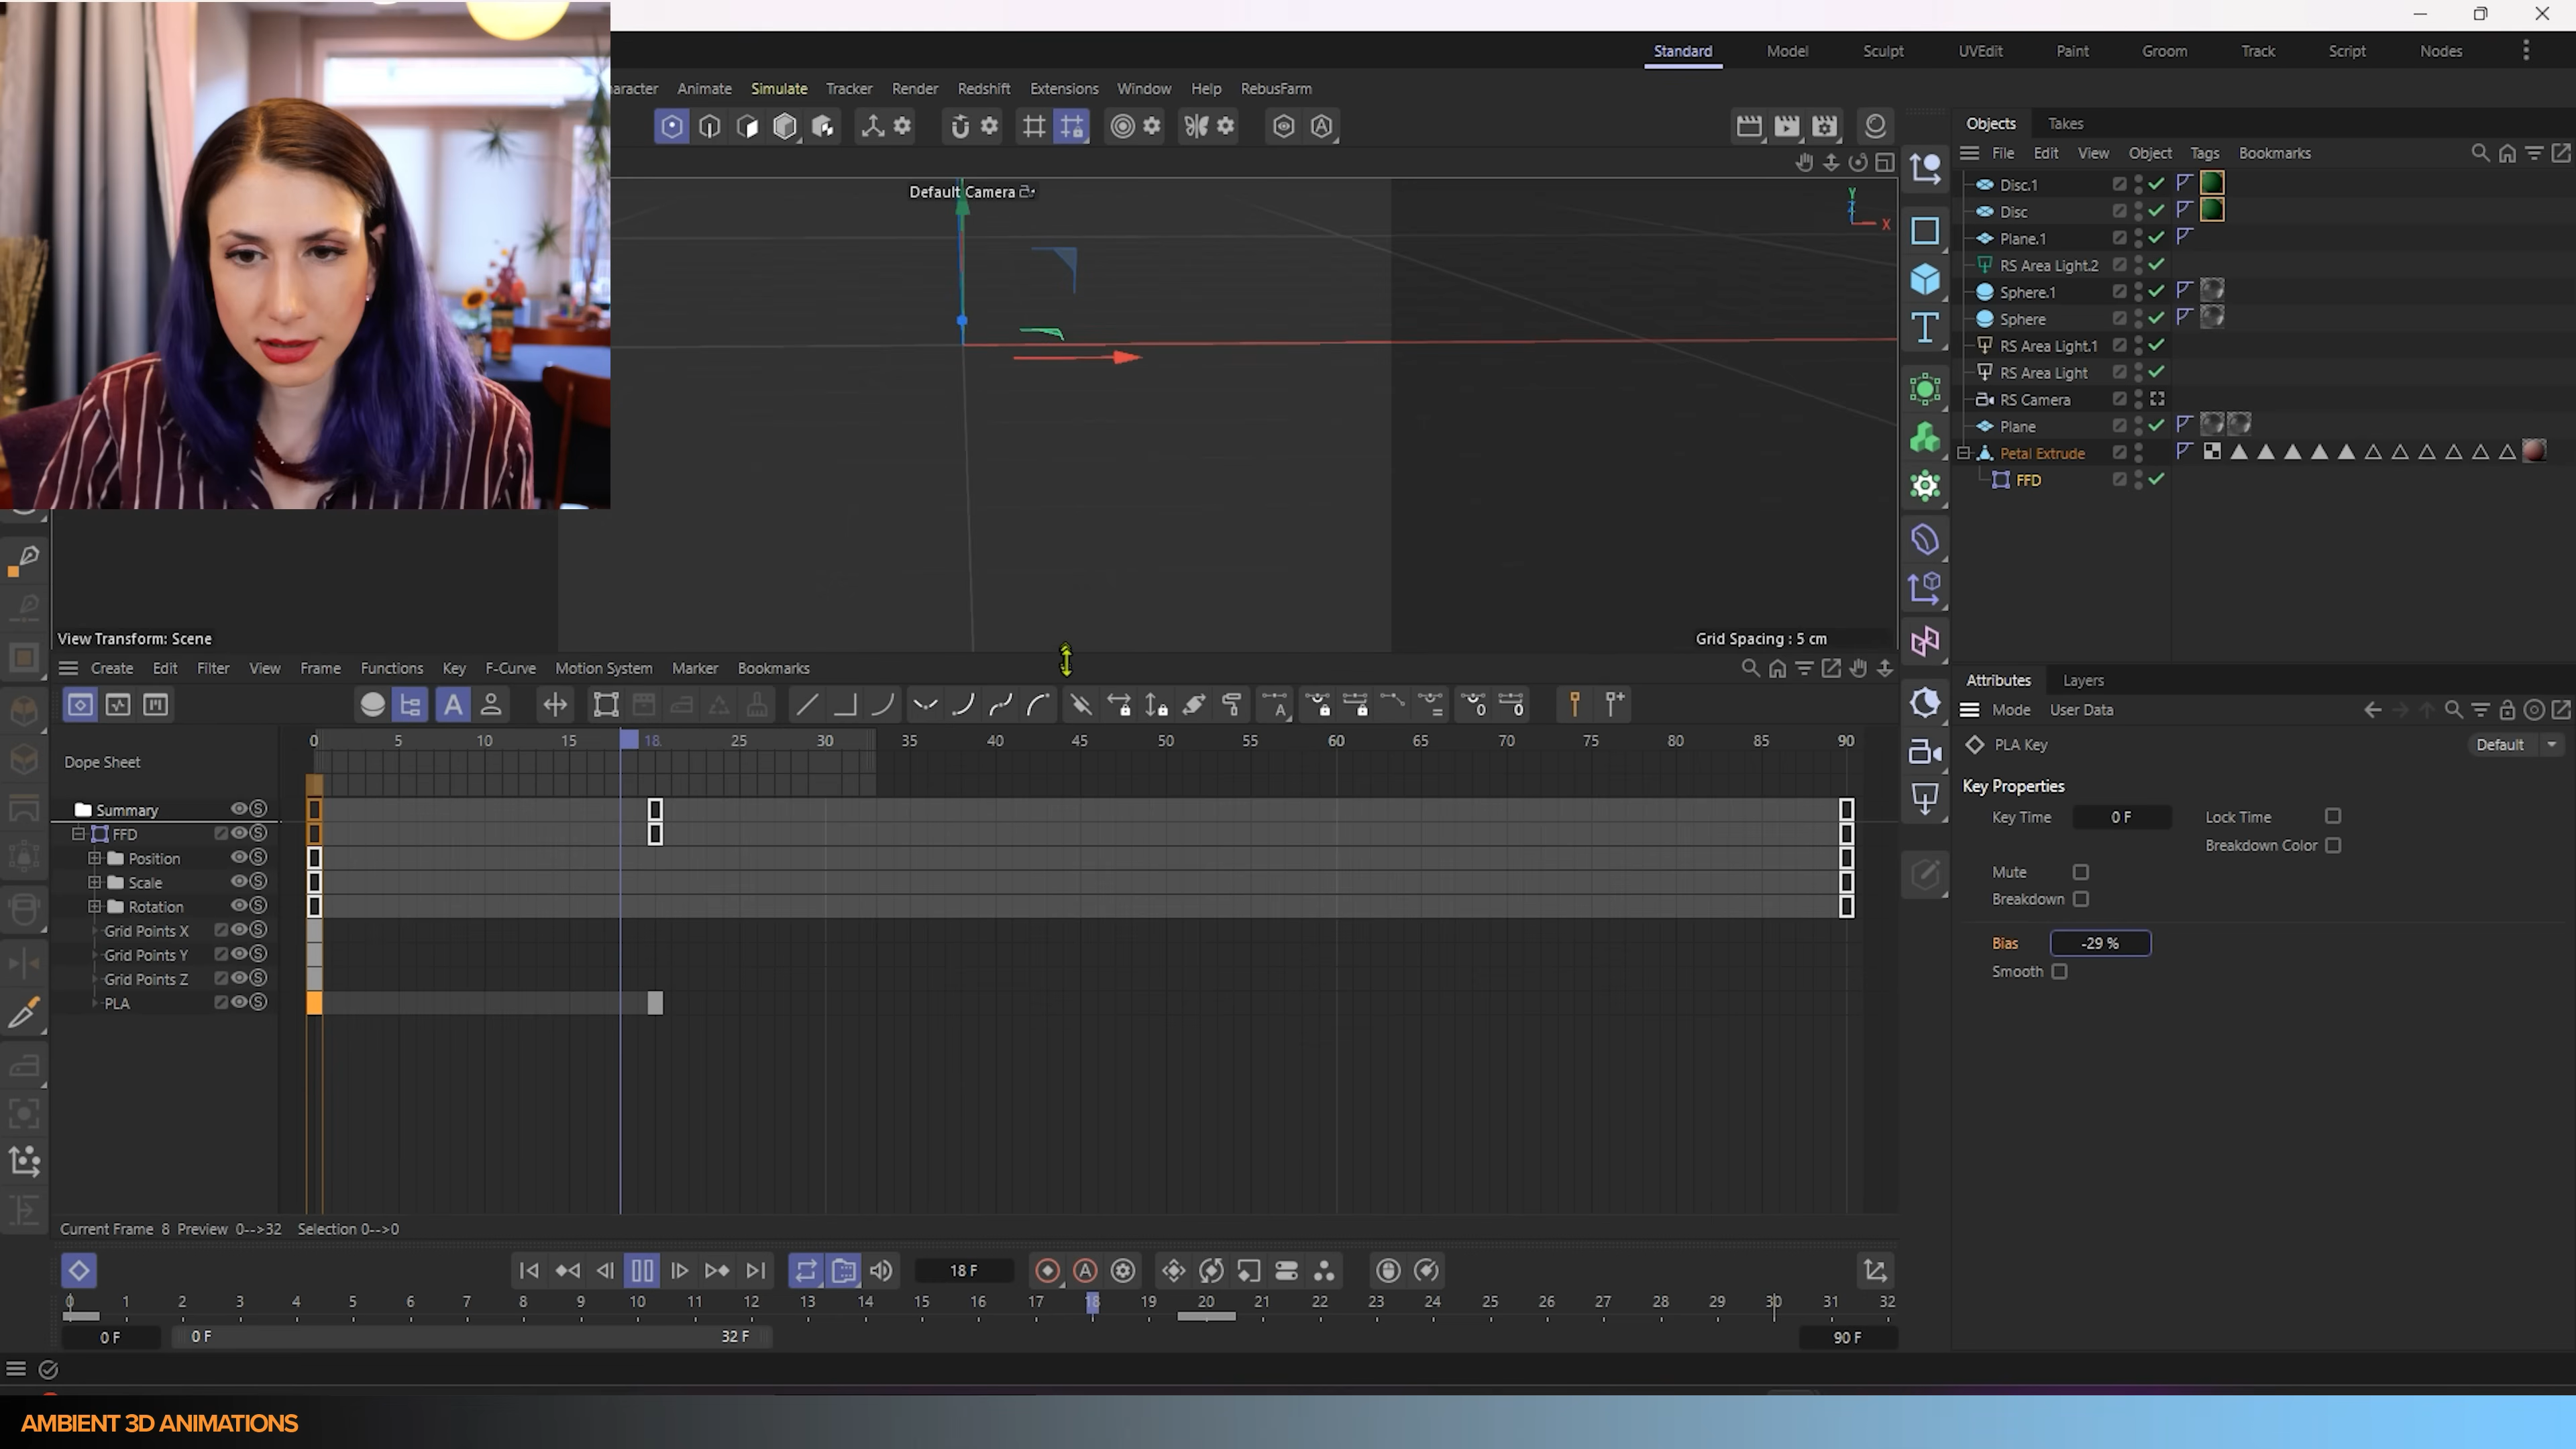 Standard Model Sculpt UVEdit Paint Groom Track Script Nodes
aracter Animate Simulate Tracker Render Redshift Extensions Window Help RebusFarm
Objects Takes
File Edit View Object Tags Bookmarks
Default Camera
Y
Z
X
Disc.1
Disc
Plane.1
RS Area Light.2
Sphere.1
Sphere
RS Area Light.1
RS Area Light
RS Camera
Plane
Petal Extrude
FFD
View Transform: Scene
Grid Spacing : 5 cm
Create Edit Filter View Frame Functions Key F-Curve Motion System Marker Bookmarks
A
0 0
0 5 10 15 18 25 30 35 40 45 50 55 60 65 70 75 80 85 90
Dope Sheet
Summary
FFD
Position
Scale
Rotation
Grid Points X
Grid Points Y
Grid Points Z
PLA
Attributes Layers
Mode User Data
PLA Key
Default
Key Properties
Key Time 0 F Lock Time
Breakdown Color
Mute
Breakdown
Bias -29 %
Smooth
Current Frame 8 Preview 0-->32 Selection 0-->0
18 F
0 1 2 3 4 5 6 7 8 9 10 11 12 13 14 15 16 17 18 19 20 21 22 23 24 25 26 27 28 29 30 31 32
0 F 0 F 32 F 90 F
AMBIENT 3D ANIMATIONS